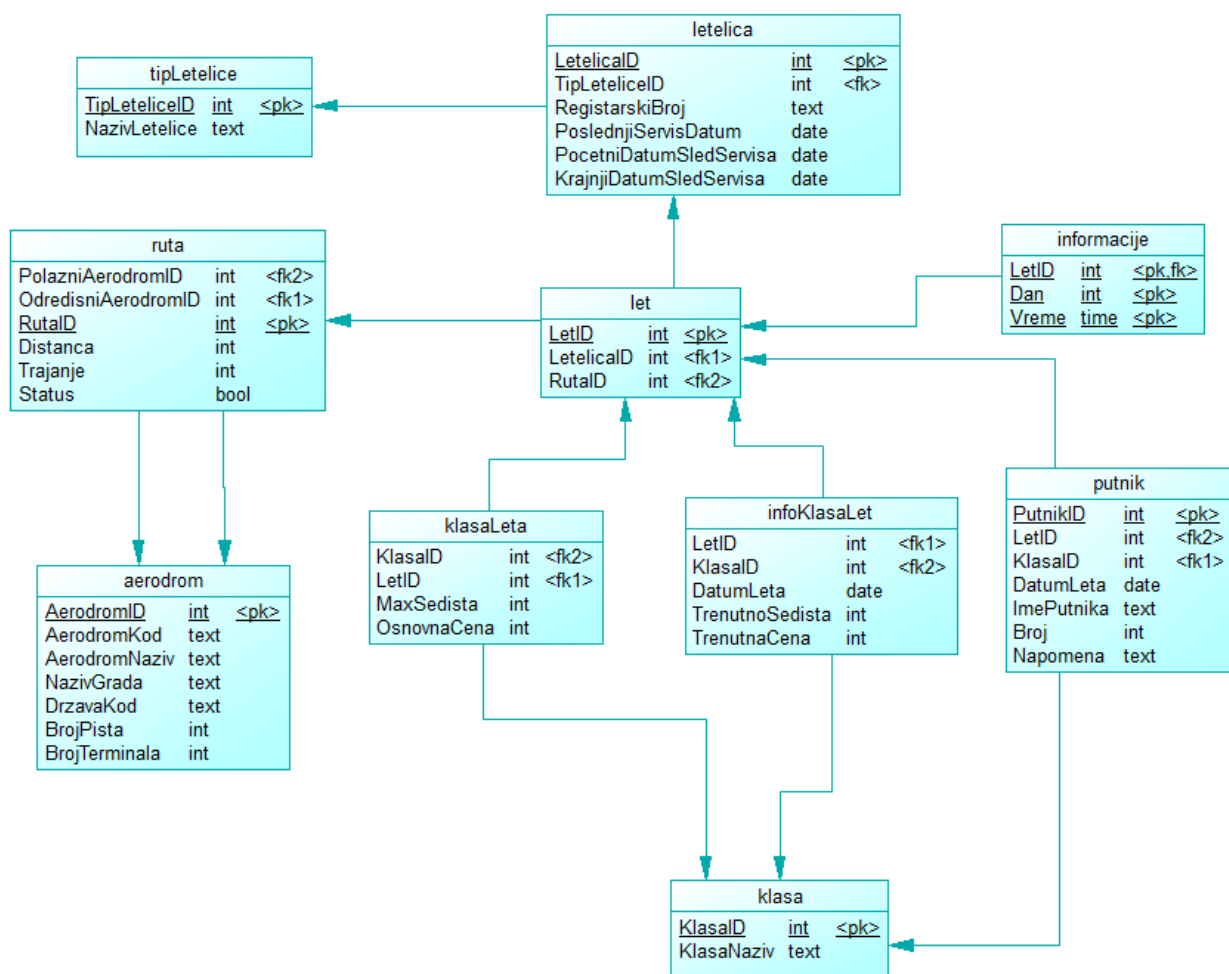 tipLetelice
TipLeteliceID int <pk>
NazivLetelice text
letelica
LetelicaID int <pk>
TipLeteliceID int <fk>
RegistarskiBroj text
PoslednjiServisDatum date
PocetniDatumSledServisa date
KrajnjiDatumSledServisa date
ruta
PolazniAerodromID int <fk2>
OdredisniAerodromID int <fk1>
RutaID int <pk>
Distanca int
Trajanje int
Status bool
let
LetID int <pk>
LetelicaID int <fk1>
RutaID int <fk2>
informacije
LetID int <pk,fk>
Dan int <pk>
Vreme time <pk>
aerodrom
AerodromID int <pk>
AerodromKod text
AerodromNaziv text
NazivGrada text
DrzavaKod text
BrojPista int
BrojTerminala int
klasaLeta
KlasaID int <fk2>
LetID int <fk1>
MaxSedista int
OsnovnaCena int
infoKlasaLet
LetID int <fk1>
KlasaID int <fk2>
DatumLeta date
TrenutnoSedista int
TrenutnaCena int
putnik
PutnikID int <pk>
LetID int <fk2>
KlasaID int <fk1>
DatumLeta date
ImePutnika text
Broj int
Napomena text
klasa
KlasaID int <pk>
KlasaNaziv text